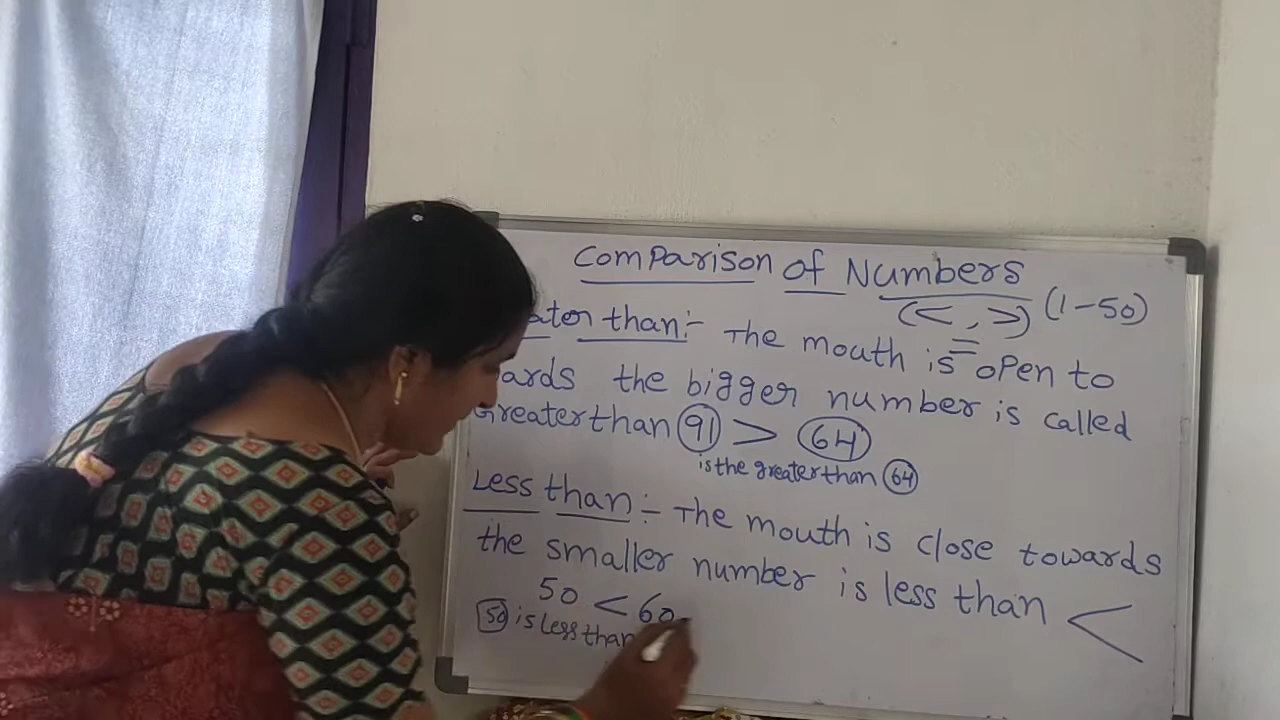 Comparison of Numbers
(<, >) (1-50)
=
than:- The mouth is open to
the bigger number is called
Greater than 91 > 64
is the greater than 64
Less than:- The mouth is close towards
the smaller number is less than <
50 < 60
50 is less than